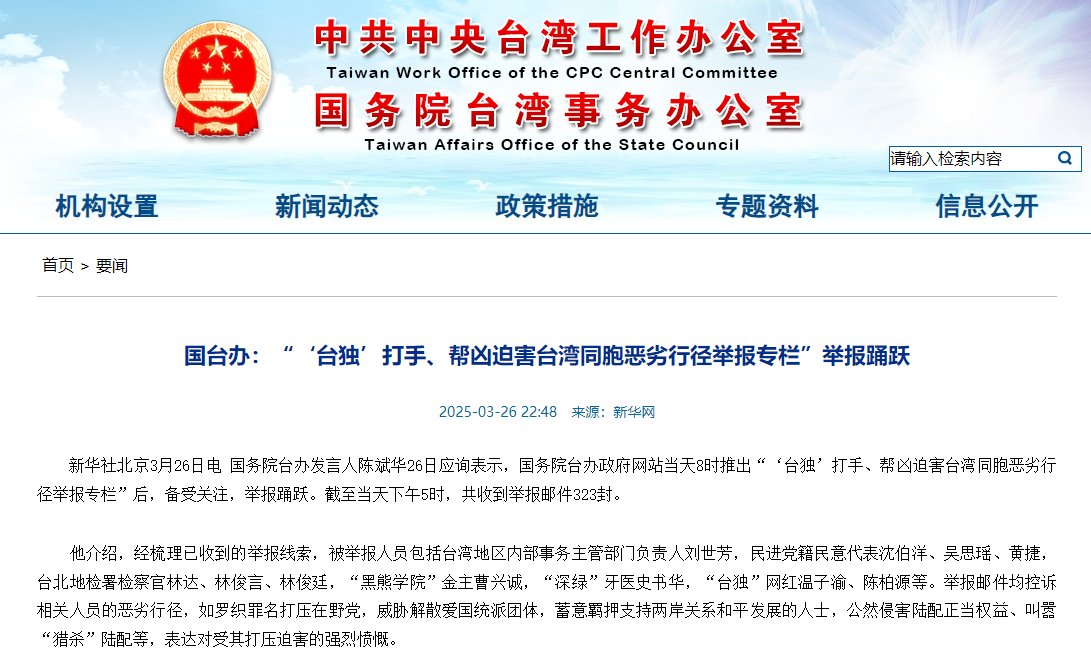 中共中央台湾工作办公室
Taiwan Work Office of the CPC Central Committee
国务院台湾事务办公室
Taiwan Affairs Office of the State Council
请输入检索内容
机构设置 新闻动态 政策措施 专题资料 信息公开
首页 > 要闻
国台办：“‘台独’打手、帮凶迫害台湾同胞恶劣行径举报专栏”举报踊跃
2025-03-26 22:48 来源：新华网
新华社北京3月26日电 国务院台办发言人陈斌华26日应询表示，国务院台办政府网站当天8时推出“‘台独’打手、帮凶迫害台湾同胞恶劣行
径举报专栏”后，备受关注，举报踊跃。截至当天下午5时，共收到举报邮件323封。
他介绍，经梳理已收到的举报线索，被举报人员包括台湾地区内部事务主管部门负责人刘世芳，民进党籍民意代表沈伯洋、吴思瑶、黄捷，
台北地检署检察官林达、林俊言、林俊廷，“黑熊学院”金主曹兴诚，“深绿”牙医史书华，“台独”网红温子渝、陈柏源等。举报邮件均控诉
相关人员的恶劣行径，如罗织罪名打压在野党，威胁解散爱国统派团体，蓄意羁押支持两岸关系和平发展的人士，公然侵害陆配正当权益、叫嚣
“猎杀”陆配等，表达对受其打压迫害的强烈愤慨。